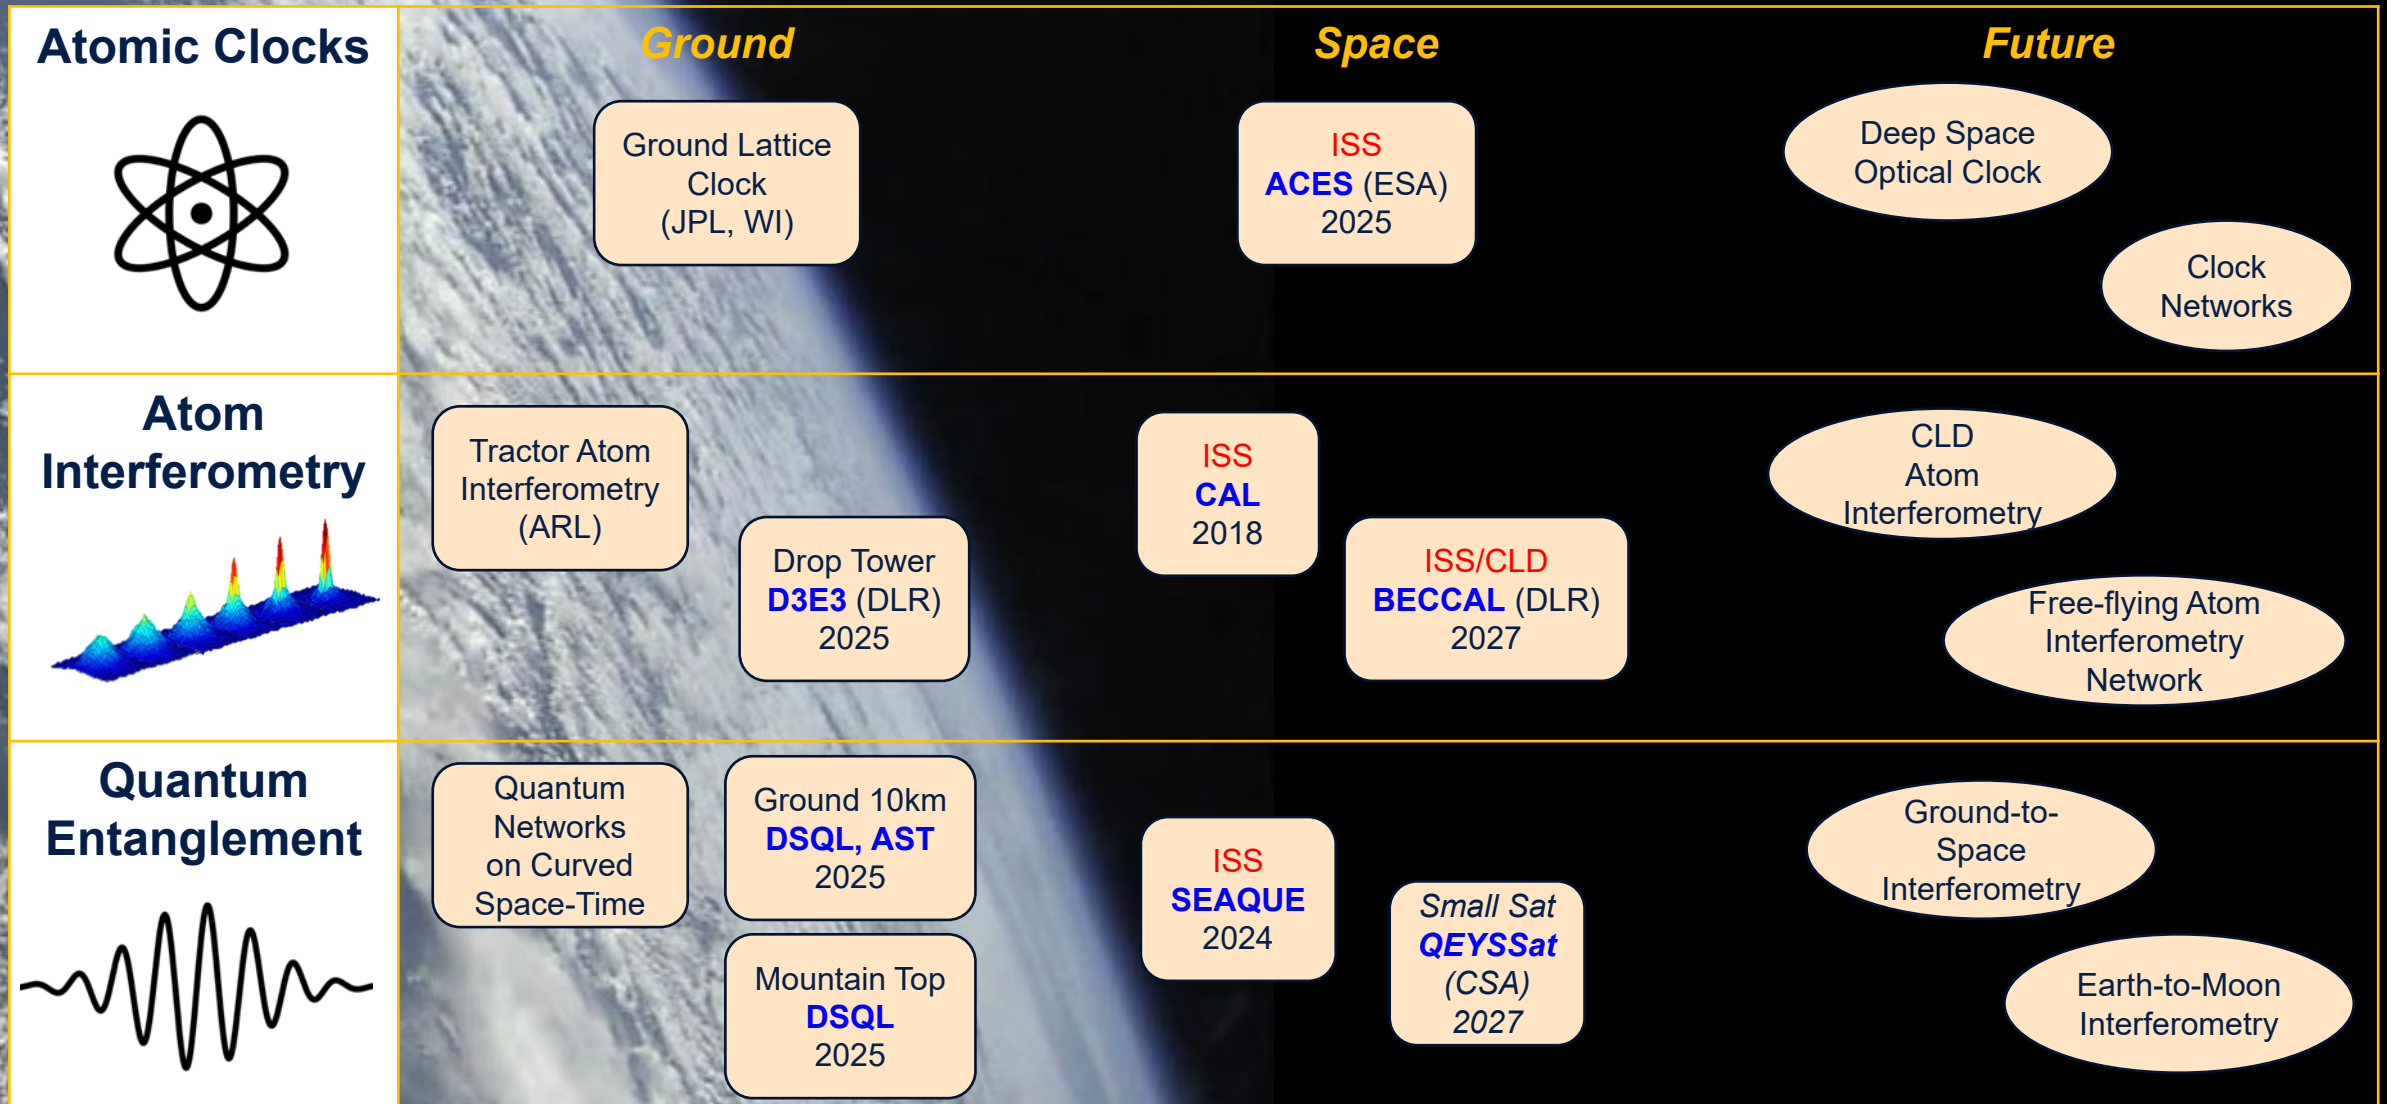 Atomic Clocks
Ground
Space
Future
Ground Lattice
Clock
(JPL, WI)
ISS
ACES (ESA)
2025
Deep Space
Optical Clock
Clock
Networks
Atom
Interferometry
Tractor Atom
Interferometry
(ARL)
Drop Tower
D3E3 (DLR)
2025
ISS
CAL
2018
ISS/CLD
BECCAL (DLR)
2027
CLD
Atom
Interferometry
Free-flying Atom
Interferometry
Network
Quantum
Entanglement
Quantum
Networks
on Curved
Space-Time
Ground 10km
DSQL, AST
2025
Mountain Top
DSQL
2025
ISS
SEAQUE
2024
Small Sat
QEYSSat
(CSA)
2027
Ground-to-
Space
Interferometry
Earth-to-Moon
Interferometry